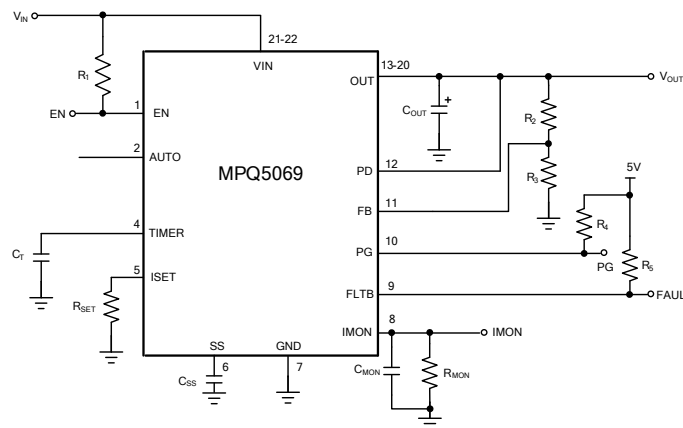 VIN
21-22
VIN
R1
13-20
OUT
VOUT
COUT
+
R2
EN
1
EN
2
AUTO
MPQ5069
PD
12
R3
5V
FB
11
R4
4
TIMER
PG
10
CT
PG
R5
5
ISET
FLTB
9
FAUL
RSET
8
IMON
IMON
SS
GND
CMON
RMON
CSS
6
7